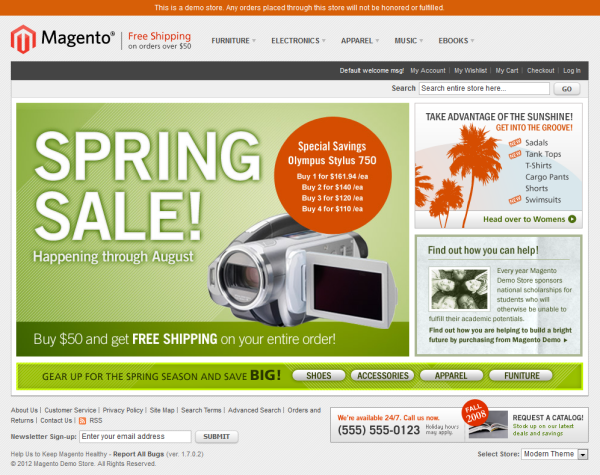 This is a demo store. Any orders placed through this store will not be honored or fulfilled.
Magento®
Free Shipping
on orders over $50
FURNITURE ELECTRONICS APPAREL MUSIC EBOOKS
Default welcome msg! My Account My Wishlist My Cart Checkout Log In
Search Search entire store here... GO
SPRING
SALE!
Happening through August
Special Savings
Olympus Stylus 750
Buy 1 for $161.94 /ea
Buy 2 for $140 /ea
Buy 3 for $120 /ea
Buy 4 for $110 /ea
Buy $50 and get FREE SHIPPING on your entire order!
TAKE ADVANTAGE OF THE SUNSHINE!
GET INTO THE GROOVE!
NEW Sadals
NEW Tank Tops
T-Shirts
Cargo Pants
Shorts
NEW Swimsuits
Head over to Womens
Find out how you can help!
Every year Magento
Demo Store sponsors
national scholarships for
students who will
otherwise be unable to
fulfill their academic potentials.
Find out how you are helping to build a bright
future by purchasing from Magento Demo
GEAR UP FOR THE SPRING SEASON AND SAVE BIG! SHOES ACCESSORIES APPAREL FUNITURE
About Us | Customer Service | Privacy Policy | Site Map | Search Terms | Advanced Search | Orders and
Returns | Contact Us | RSS
Newsletter Sign-up: Enter your email address SUBMIT
We're available 24/7. Call us now.
(555) 555-0123
Holiday hours
may apply.
FALL
2008
REQUEST A CATALOG!
Stock up on our latest
deals and savings
Help Us to Keep Magento Healthy - Report All Bugs (ver. 1.7.0.2)
© 2012 Magento Demo Store. All Rights Reserved.
Select Store: Modern Theme